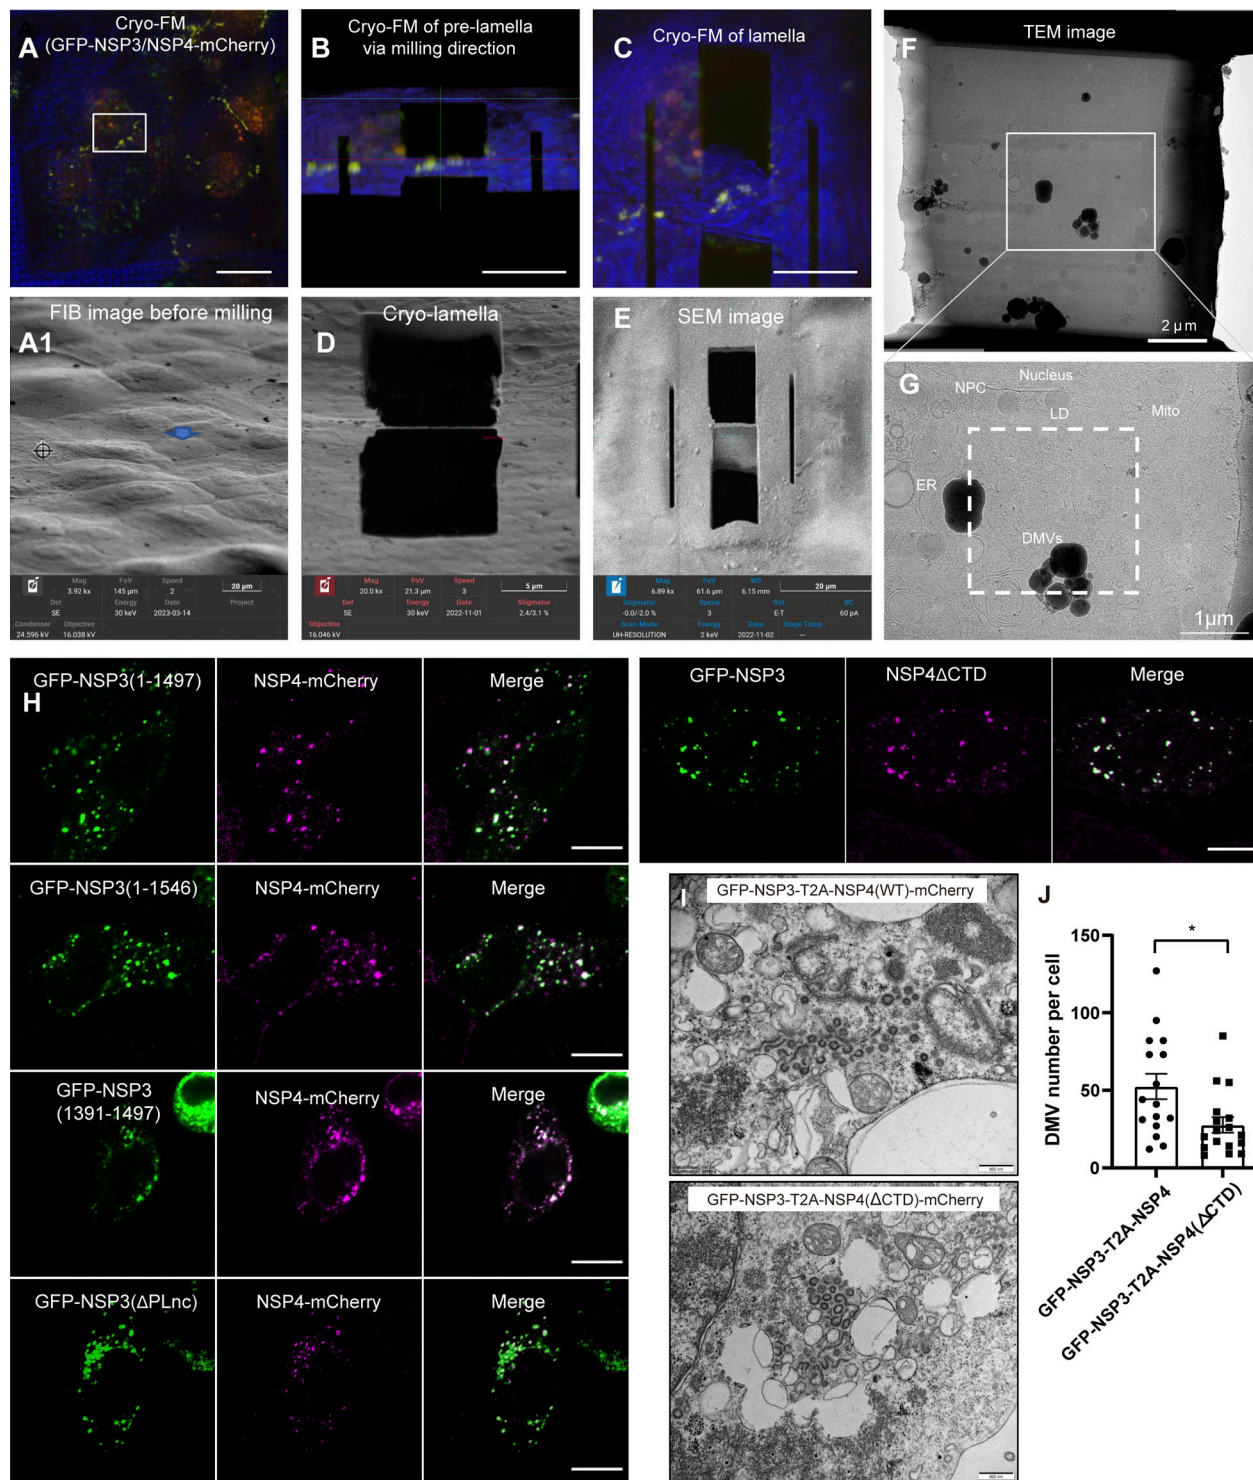 A
Cryo-FM
(GFP-NSP3/NSP4-mCherry)
B
Cryo-FM of pre-lamella
via milling direction
C
Cryo-FM of lamella
F
TEM image
2 μm
A1
FIB image before milling
Mag FoV Speed
3.92 kx 145 μm 2
20 μm
Det Energy Date Project
SE 30 keV 2023-03-14
Condenser Objective
24.596 kV 16.038 kV
D
Cryo-lamella
Mag FoV Speed
20.0 kx 21.3 μm 3
5 μm
Det Energy Date Stigmator
SE 30 keV 2022-11-01 2.4/3.1 %
Objective
16.046 kV
E
SEM image
Mag FoV WD
6.89 kx 61.6 μm 6.15 mm
20 μm
Stigmator Speed Det BC
-0.0/-2.0 % 3 E-T 60 pA
Scan Mode Energy Date Stage Temp
UH-RESOLUTION 2 keV 2022-11-02 —
G
Nucleus
NPC
LD
Mito
ER
DMVs
1μm
H
GFP-NSP3(1-1497)
NSP4-mCherry
Merge
GFP-NSP3(1-1546)
NSP4-mCherry
Merge
GFP-NSP3
(1391-1497)
NSP4-mCherry
Merge
GFP-NSP3(ΔPLnc)
NSP4-mCherry
Merge
GFP-NSP3
NSP4ΔCTD
Merge
I
GFP-NSP3-T2A-NSP4(WT)-mCherry
500 nm
GFP-NSP3-T2A-NSP4(ΔCTD)-mCherry
500 nm
J
DMV number per cell
150
100
50
0
*
GFP-NSP3-T2A-NSP4
GFP-NSP3-T2A-NSP4(ΔCTD)